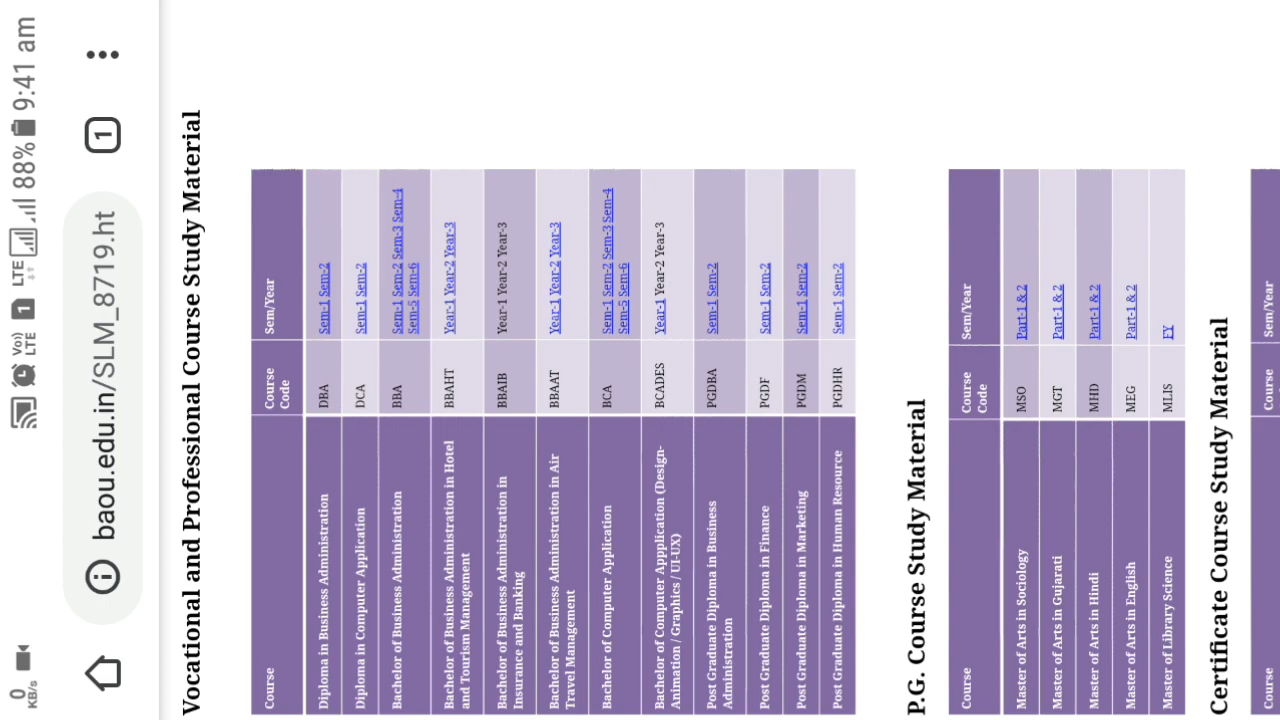 0 KB/s Vo) LTE 1 LTE 88% 9:41 am
baou.edu.in/SLM_8719.ht 1
Vocational and Professional Course Study Material
Course Course Code Sem/Year
Diploma in Business Administration DBA Sem-1 Sem-2
Diploma in Computer Application DCA Sem-1 Sem-2
Bachelor of Business Administration BBA Sem-1 Sem-2 Sem-3 Sem-4
Sem-5 Sem-6
Bachelor of Business Administration in Hotel
and Tourism Management BBAHT Year-1 Year-2 Year-3
Bachelor of Business Administration in
Insurance and Banking BBAIB Year-1 Year-2 Year-3
Bachelor of Business Administration in Air
Travel Management BBAAT Year-1 Year-2 Year-3
Bachelor of Computer Application BCA Sem-1 Sem-2 Sem-3 Sem-4
Sem-5 Sem-6
Bachelor of Computer Appplication (Design-
Animation / Graphics / UI-UX) BCADES Year-1 Year-2 Year-3
Post Graduate Diploma in Business
Administration PGDBA Sem-1 Sem-2
Post Graduate Diploma in Finance PGDF Sem-1 Sem-2
Post Graduate Diploma in Marketing PGDM Sem-1 Sem-2
Post Graduate Diploma in Human Resource PGDHR Sem-1 Sem-2
P.G. Course Study Material
Course Course Code Sem/Year
Master of Arts in Sociology MSO Part-1 & 2
Master of Arts in Gujarati MGT Part-1 & 2
Master of Arts in Hindi MHD Part-1 & 2
Master of Arts in English MEG Part-1 & 2
Master of Library Science MLIS FY
Certificate Course Study Material
Course Course Sem/Year